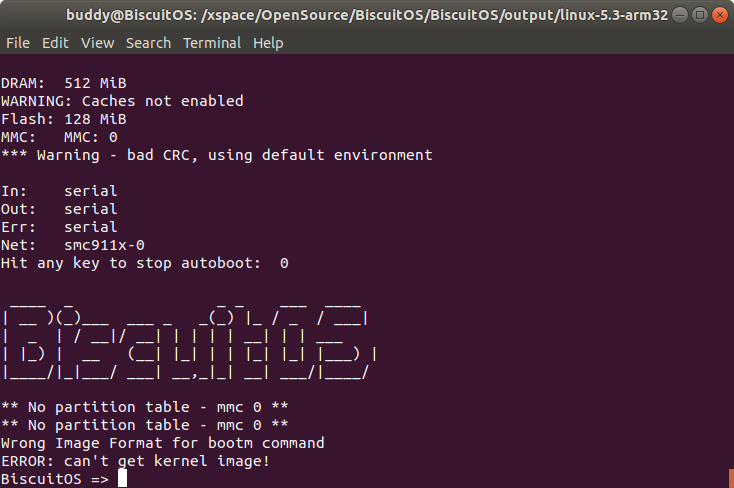 buddy@BiscuitOS: /xspace/OpenSource/BiscuitOS/BiscuitOS/output/linux-5.3-arm32
File Edit View Search Terminal Help
DRAM:  512 MiB
WARNING: Caches not enabled
Flash: 128 MiB
MMC:   MMC: 0
*** Warning - bad CRC, using default environment
In:    serial
Out:   serial
Err:   serial
Net:   smc911x-0
Hit any key to stop autoboot:  0
BiscuitOS
** No partition table - mmc 0 **
** No partition table - mmc 0 **
Wrong Image Format for bootm command
ERROR: can't get kernel image!
BiscuitOS =>